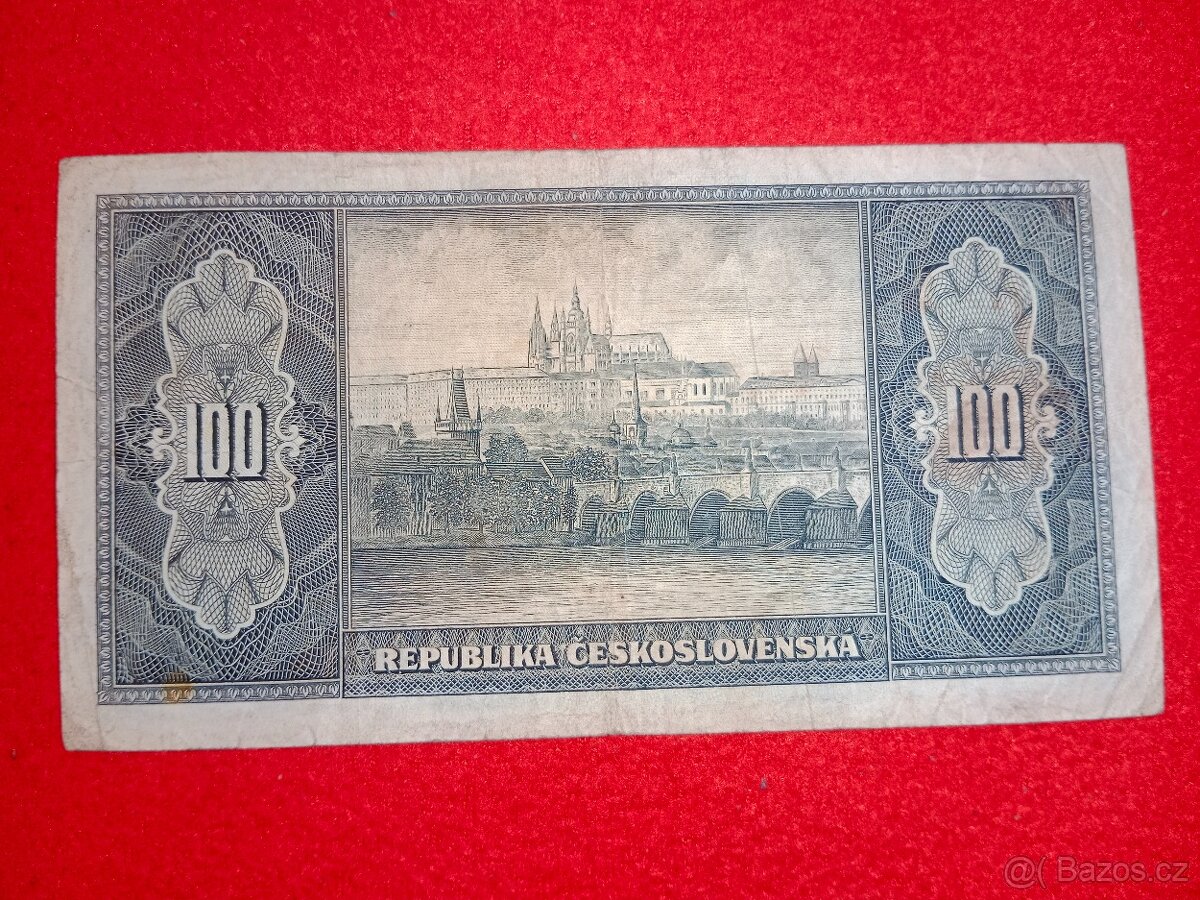 100
100
REPUBLIKA ČESKOSLOVENSKÁ
@( Bazos.cz